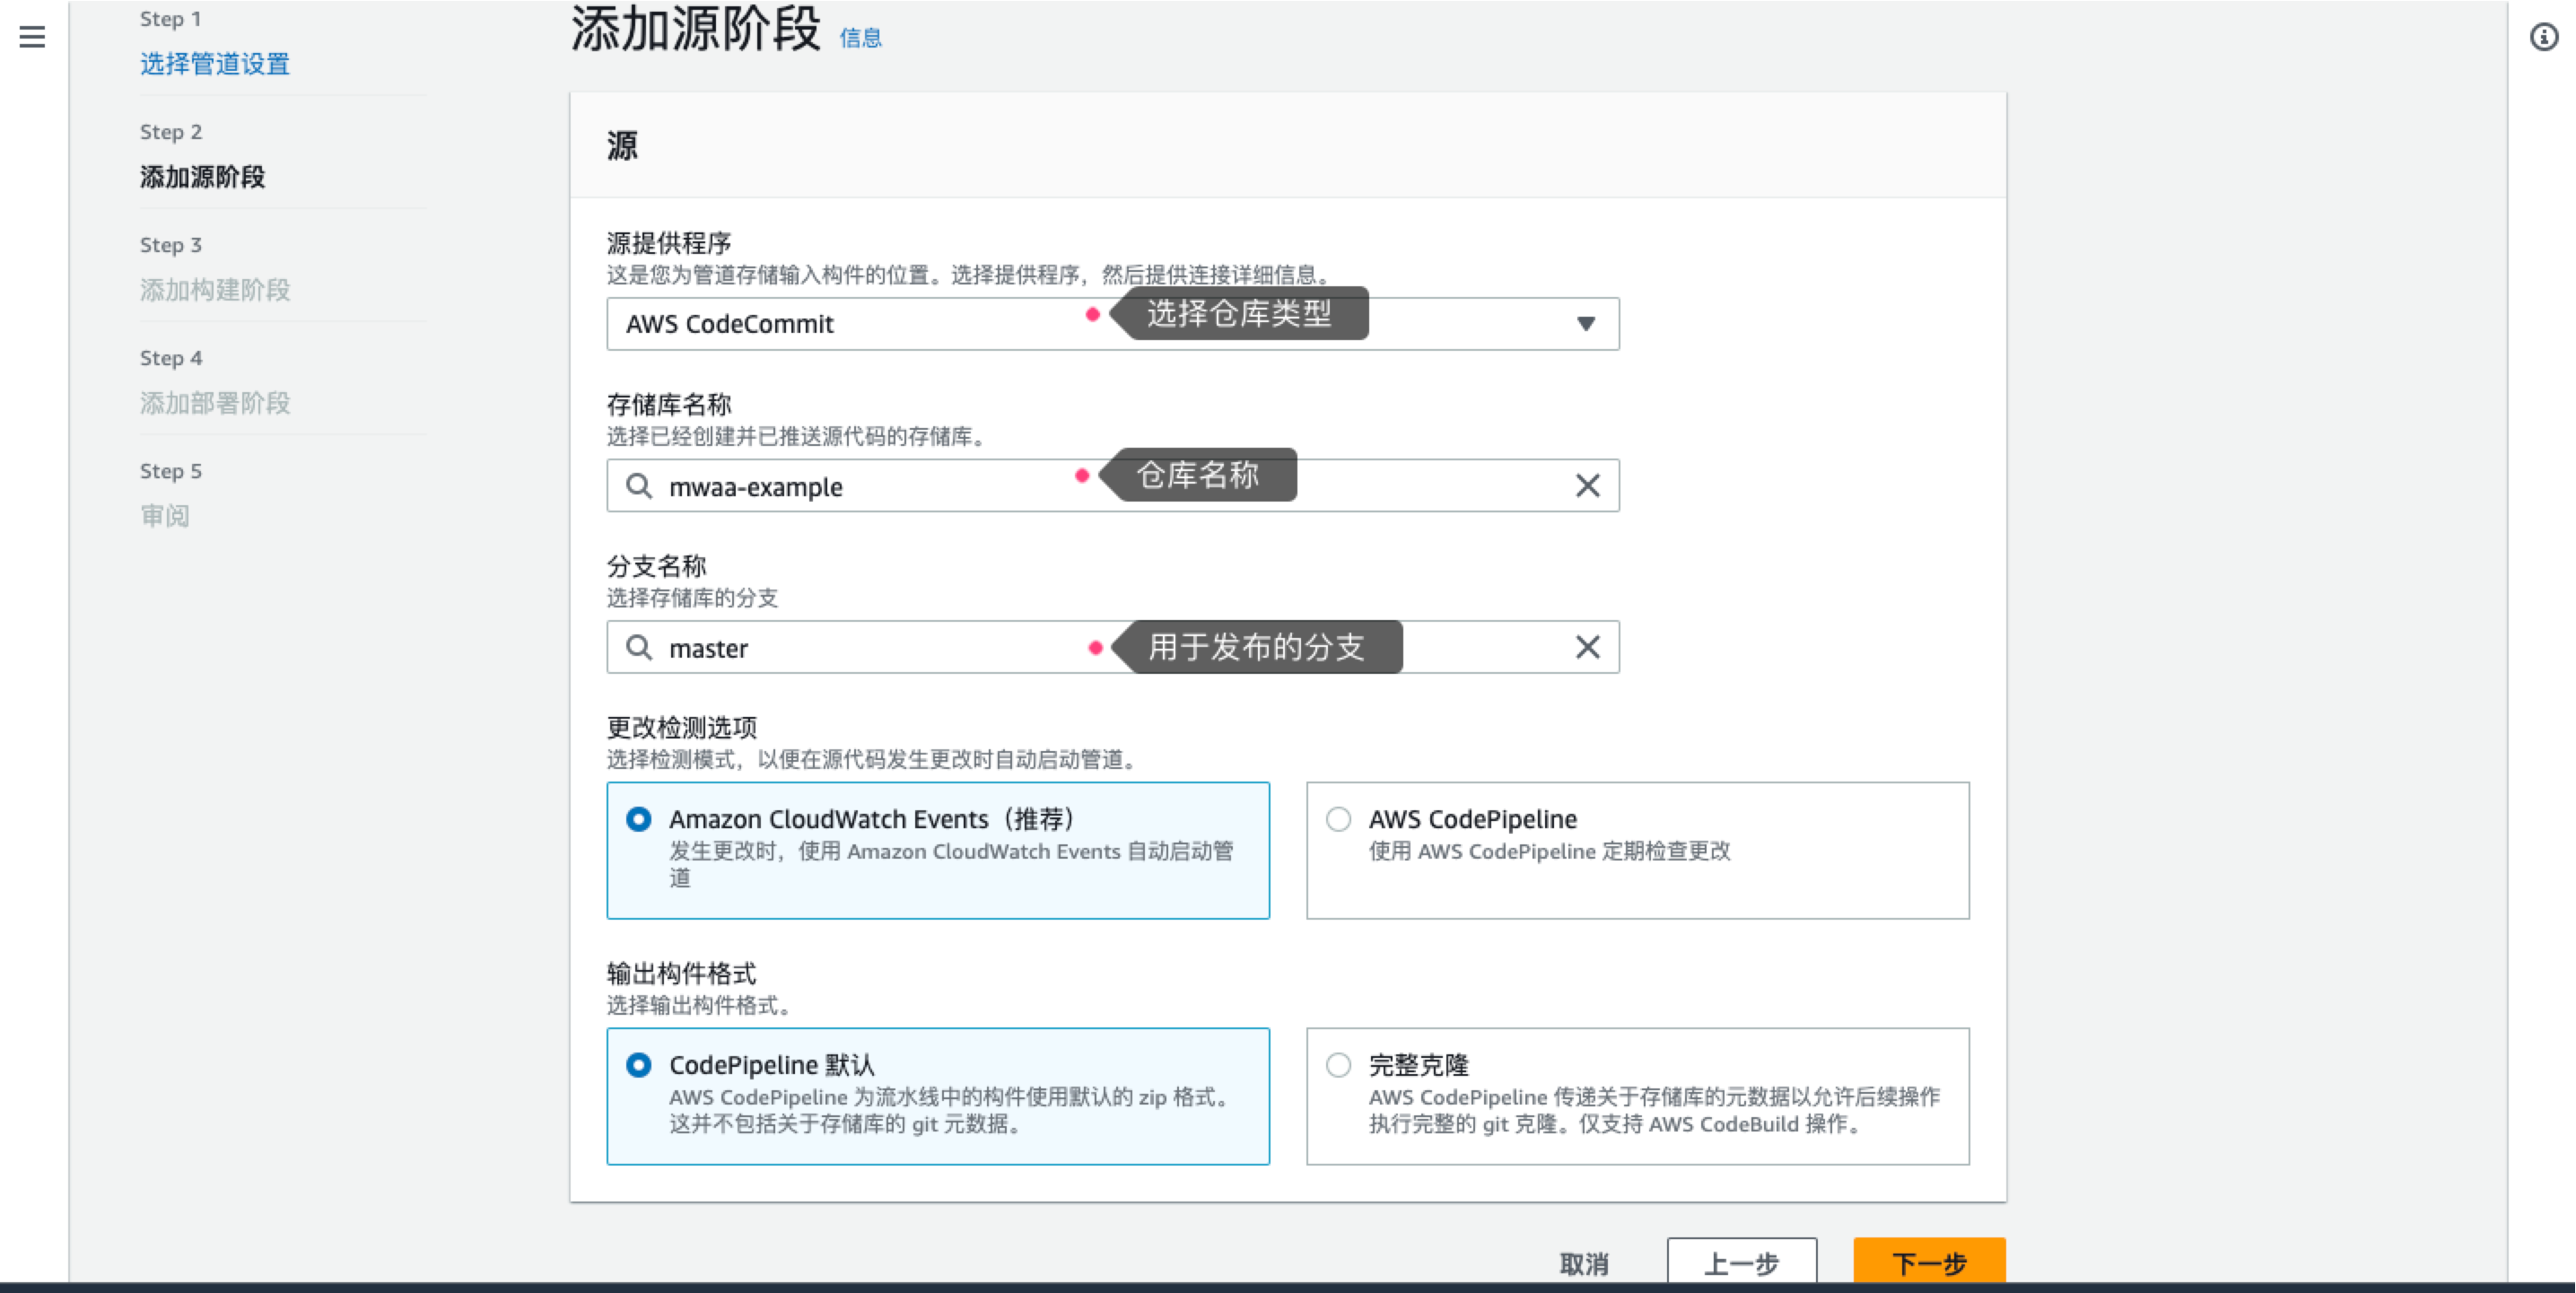 Step 1
选择管道设置
Step 2
添加源阶段
Step 3
添加构建阶段
Step 4
添加部署阶段
Step 5
审阅
添加源阶段 信息
源
源提供程序
这是您为管道存储输入构件的位置。选择提供程序，然后提供连接详细信息。
AWS CodeCommit
选择仓库类型
存储库名称
选择已经创建并已推送源代码的存储库。
mwaa-example
仓库名称
分支名称
选择存储库的分支
master
用于发布的分支
更改检测选项
选择检测模式，以便在源代码发生更改时自动启动管道。
Amazon CloudWatch Events（推荐）
发生更改时，使用 Amazon CloudWatch Events 自动启动管
道
AWS CodePipeline
使用 AWS CodePipeline 定期检查更改
输出构件格式
选择输出构件格式。
CodePipeline 默认
AWS CodePipeline 为流水线中的构件使用默认的 zip 格式。
这并不包括关于存储库的 git 元数据。
完整克隆
AWS CodePipeline 传递关于存储库的元数据以允许后续操作
执行完整的 git 克隆。仅支持 AWS CodeBuild 操作。
取消
上一步
下一步